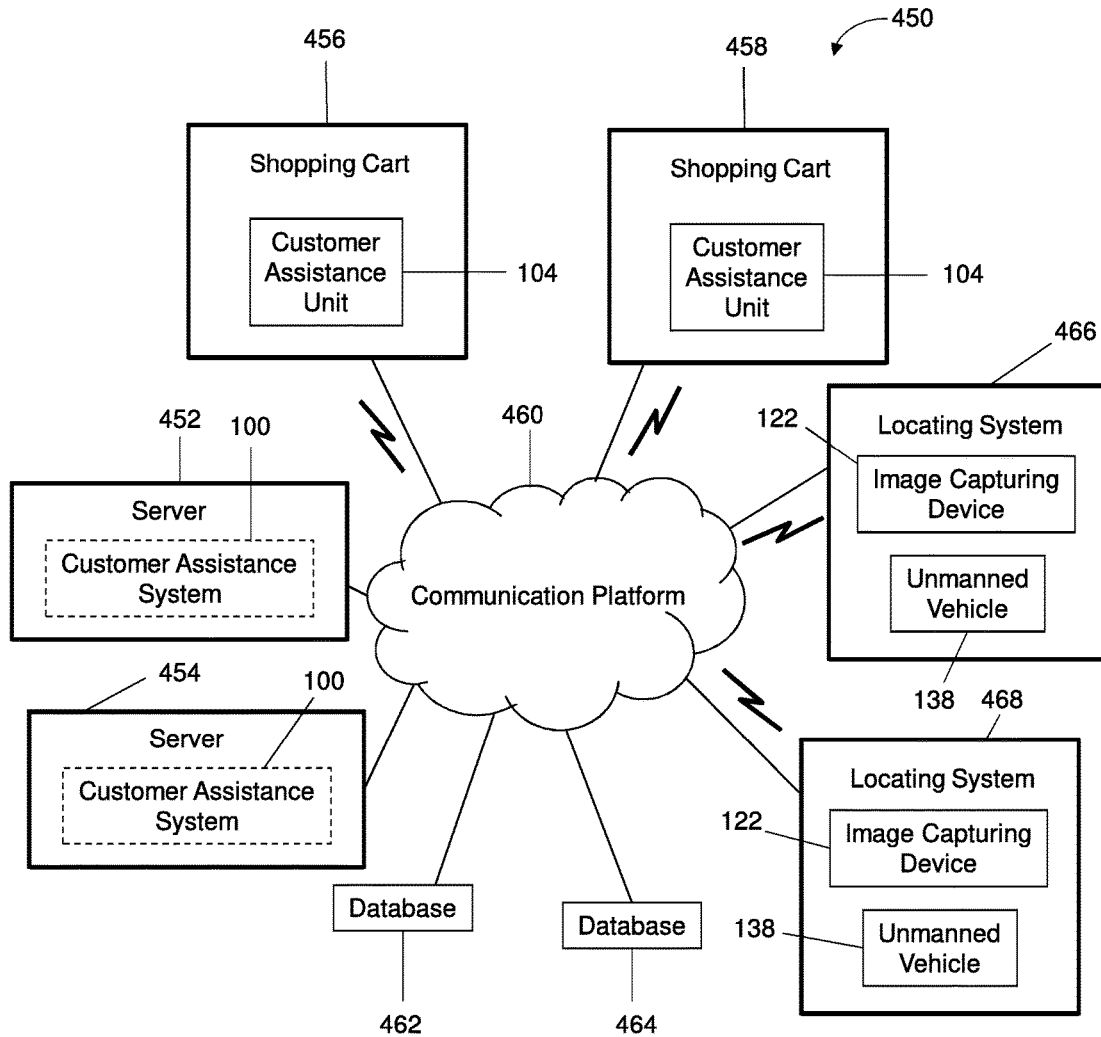 450
456
458
Shopping Cart
Customer
Assistance
Unit
104
Shopping Cart
Customer
Assistance
Unit
104
466
452
100
460
122
Locating System
Image Capturing
Device
Unmanned
Vehicle
138
Server
Customer Assistance
System
Communication Platform
454
100
Server
Customer Assistance
System
468
Locating System
122
Image Capturing
Device
138
Unmanned
Vehicle
Database
Database
462
464